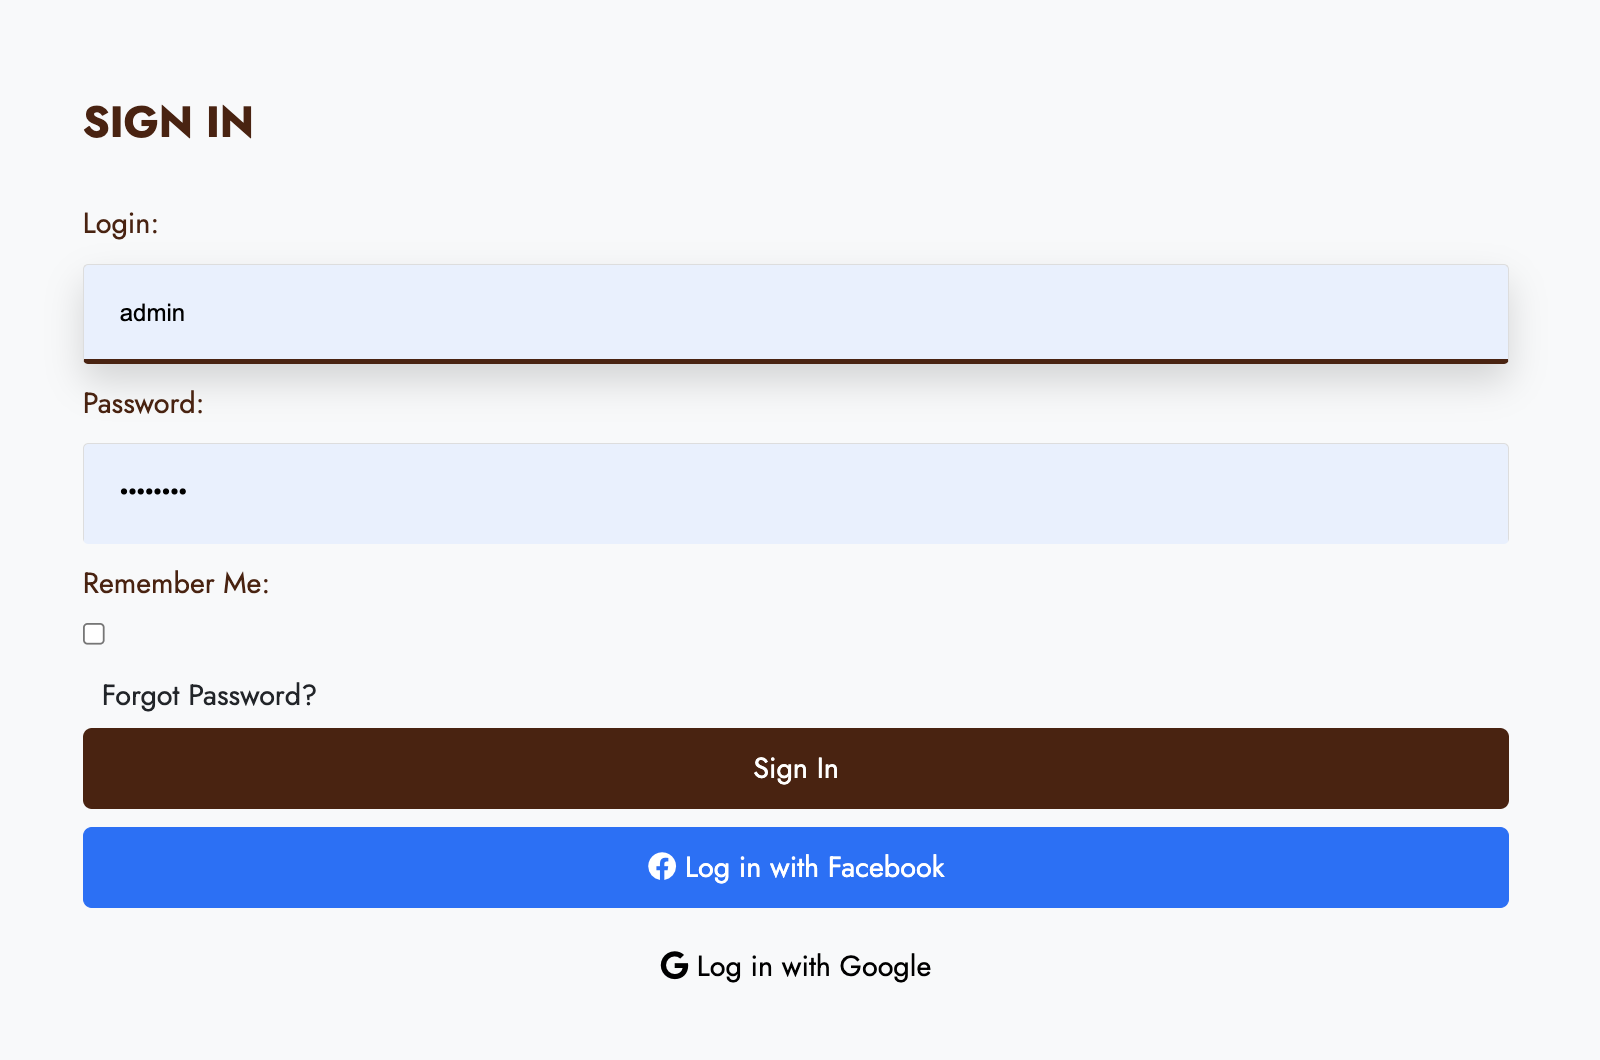 SIGN IN
Login:
admin
Password:
••••••••
Remember Me:
Forgot Password?
Sign In
Log in with Facebook
Log in with Google